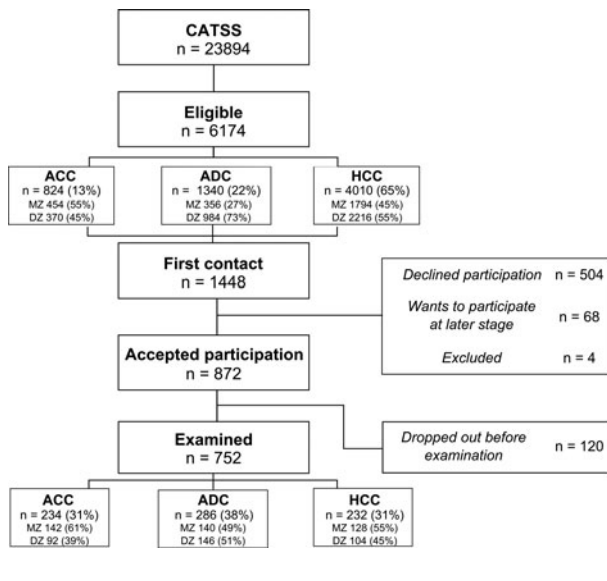 CATSS
n = 23894
Eligible
n = 6174
ACC
n = 824 (13%)
MZ 454 (55%)
DZ 370 (45%)
ADC
n = 1340 (22%)
MZ 356 (27%)
DZ 984 (73%)
HCC
n = 4010 (65%)
MZ 1794 (45%)
DZ 2216 (55%)
First contact
n = 1448
Declined participation n = 504
Wants to participate
at later stage n = 68
Excluded n = 4
Accepted participation
n = 872
Dropped out before
examination n = 120
Examined
n = 752
ACC
n = 234 (31%)
MZ 142 (61%)
DZ 92 (39%)
ADC
n = 286 (38%)
MZ 140 (49%)
DZ 146 (51%)
HCC
n = 232 (31%)
MZ 128 (55%)
DZ 104 (45%)